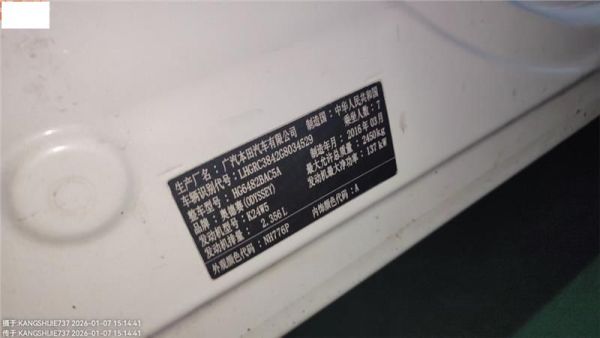 生产厂名：广汽本田汽车有限公司 制造国：中华人民共和国
车辆识别代号：LHGRC3842G8034529 乘坐人数：7
整车型号：HG6482BAC5A 制造年月：2016年03月
品牌：奥德赛(ODYSSEY) 最大允许总质量：2450kg
发动机型号：K24W5 发动机最大净功率：137kW
发动机排量：2.356L
外观颜色代码：NH776P 内饰颜色代码：A
摄于:KANGSHIJIE737 2026-01-07 15:14:41
传于:KANGSHIJIE737 2026-01-07 15:14:41